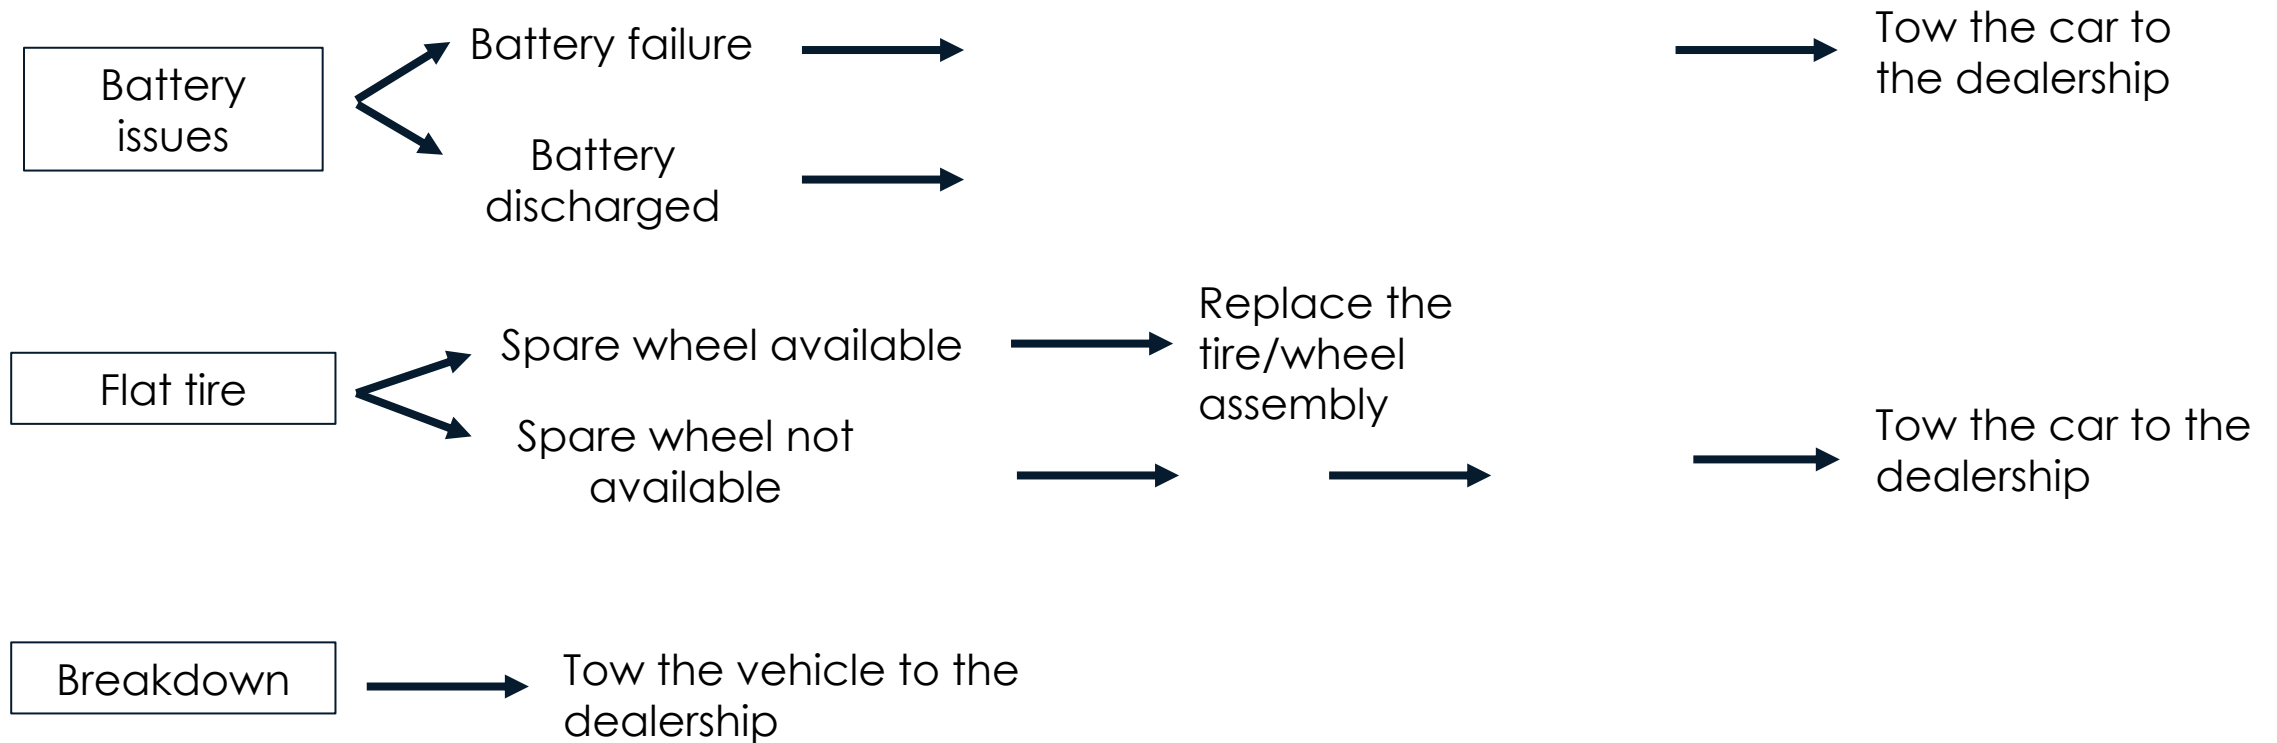 Battery
issues
Battery failure
Tow the car to
the dealership
Battery
discharged
Flat tire
Spare wheel available
Replace the
tire/wheel
assembly
Spare wheel not
available
Tow the car to the
dealership
Breakdown
Tow the vehicle to the
dealership